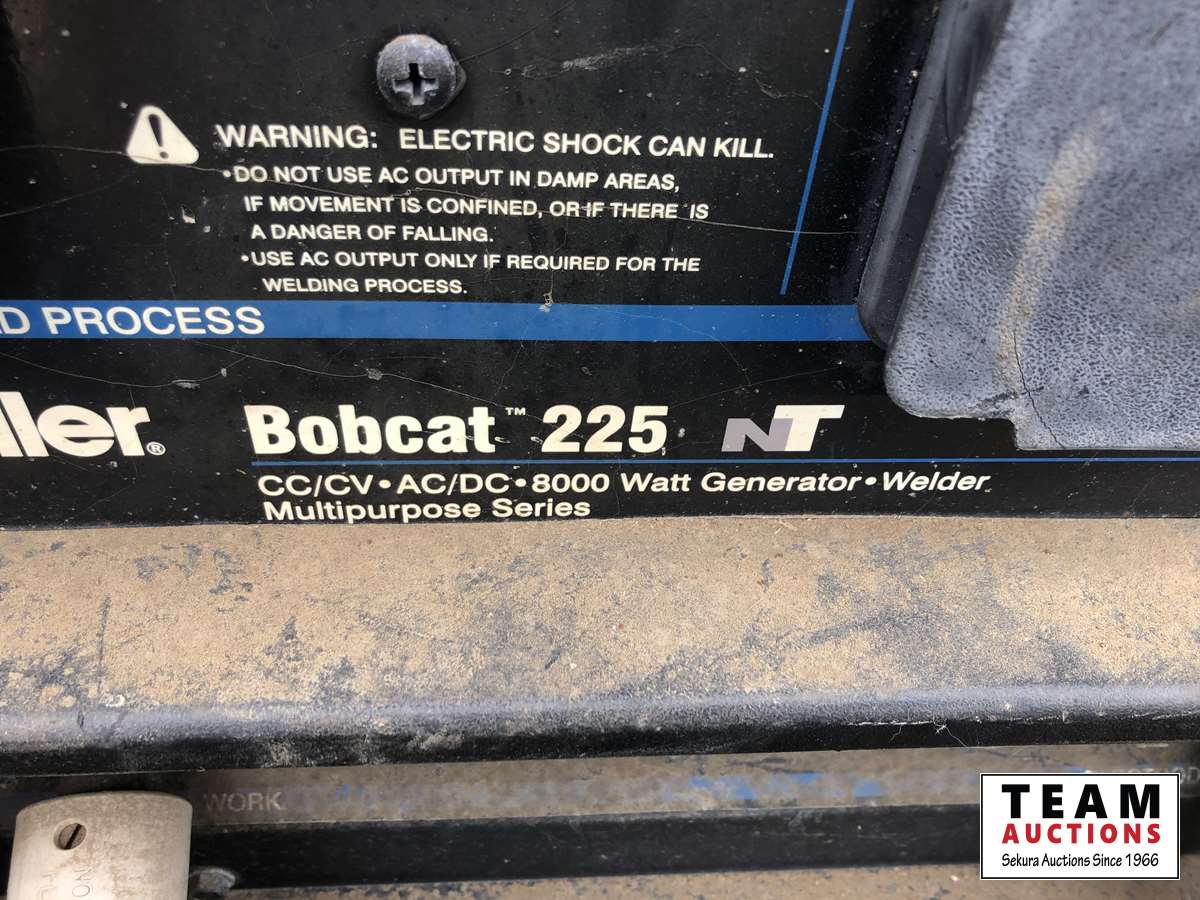 WARNING: ELECTRIC SHOCK CAN KILL.
•DO NOT USE AC OUTPUT IN DAMP AREAS,
IF MOVEMENT IS CONFINED, OR IF THERE IS
A DANGER OF FALLING.
•USE AC OUTPUT ONLY IF REQUIRED FOR THE
WELDING PROCESS.
D PROCESS
ller® Bobcat™ 225 NT
CC/CV•AC/DC•8000 Watt Generator•Welder
Multipurpose Series
WORK
TEAM
AUCTIONS
Sekura Auctions Since 1966